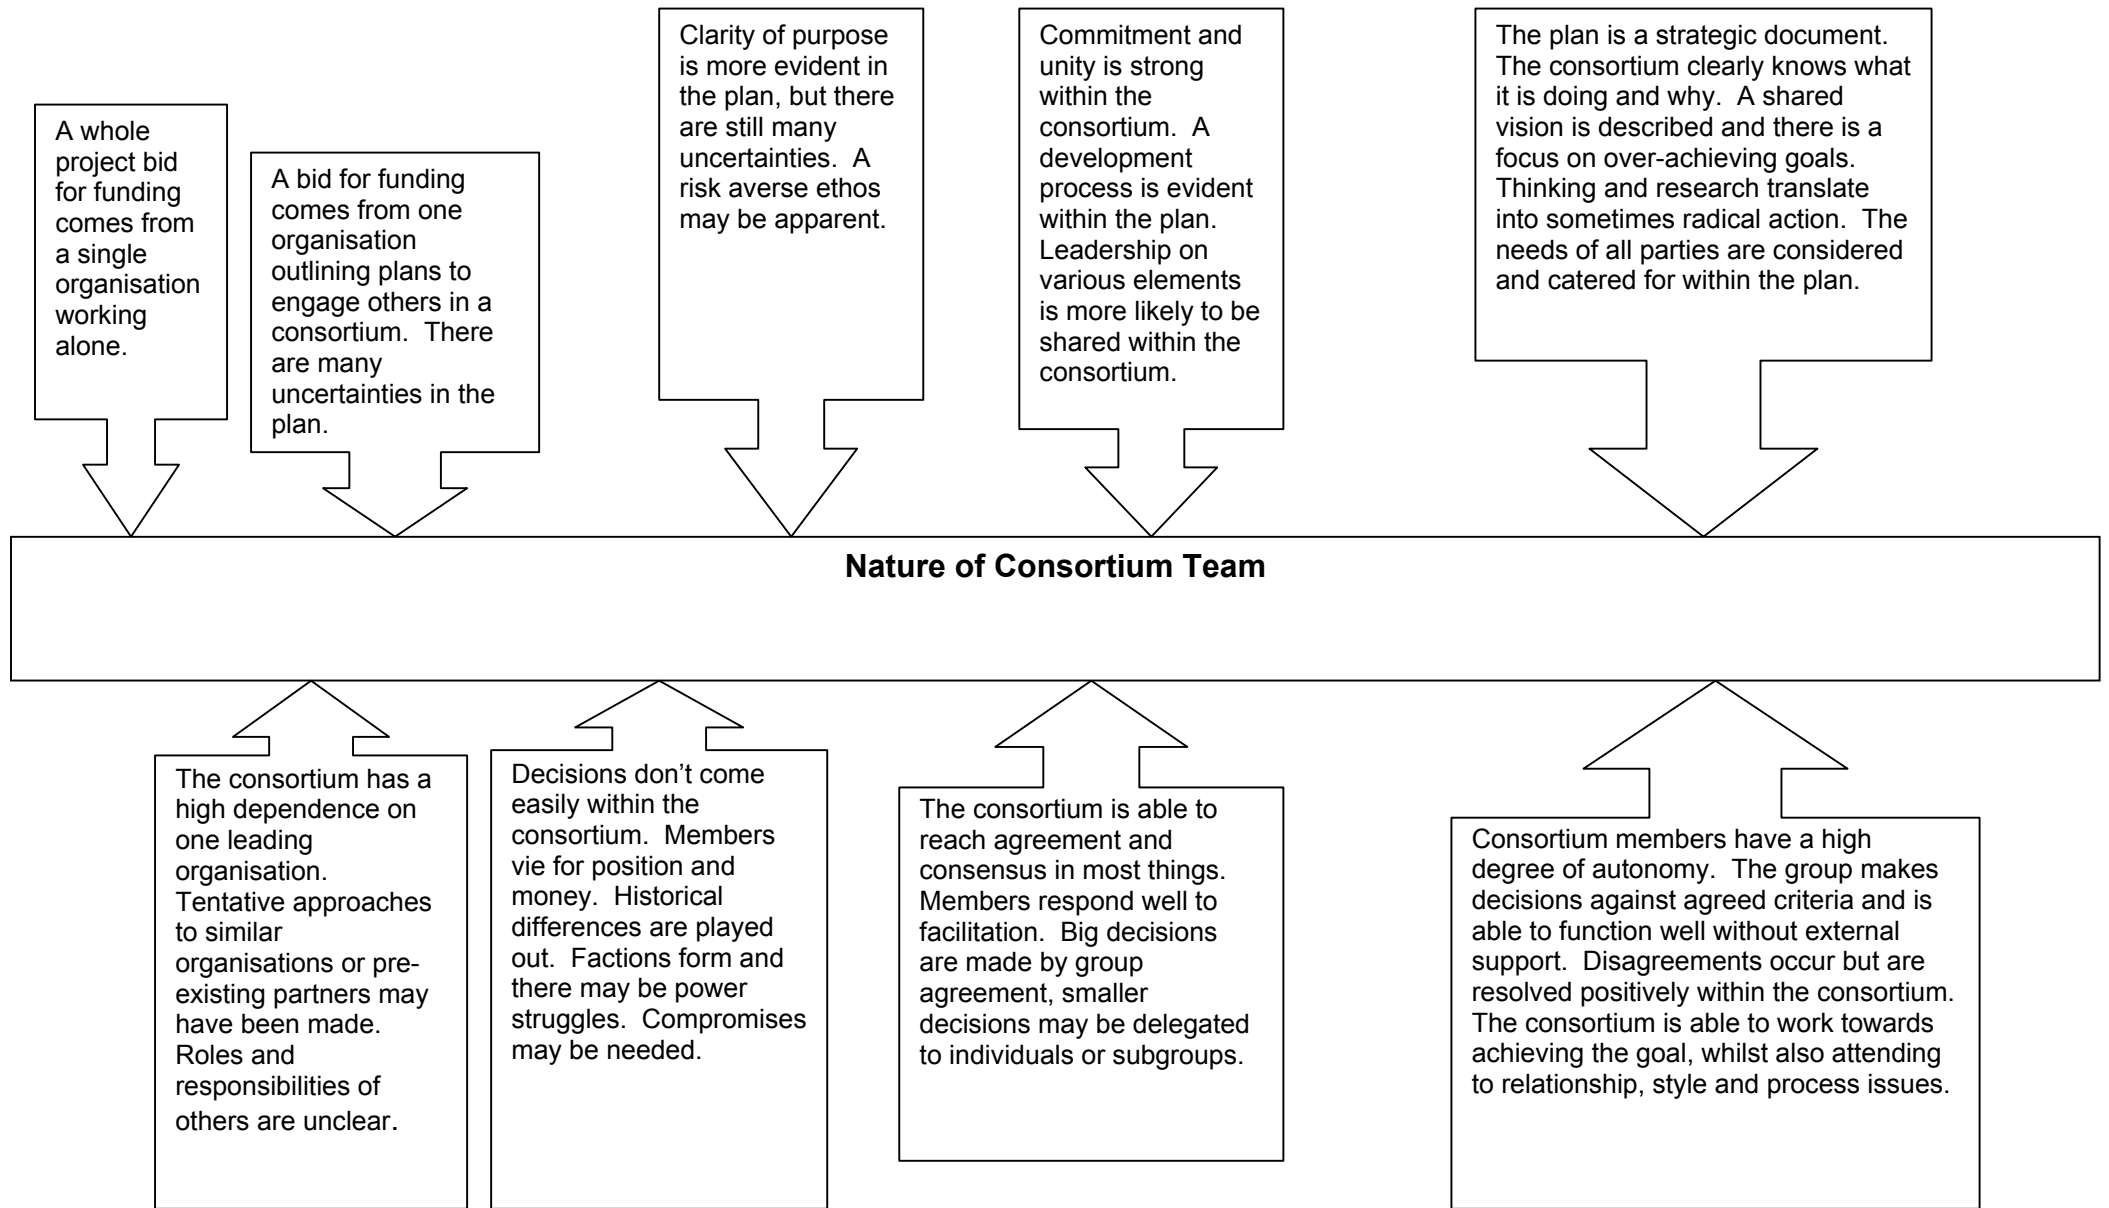 A whole
project bid
for funding
comes from
a single
organisation
working
alone.
A bid for funding
comes from one
organisation
outlining plans to
engage others in a
consortium.  There
are many
uncertainties in the
plan.
Clarity of purpose
is more evident in
the plan, but there
are still many
uncertainties.  A
risk averse ethos
may be apparent.
Commitment and
unity is strong
within the
consortium.  A
development
process is evident
within the plan.
Leadership on
various elements
is more likely to be
shared within the
consortium.
The plan is a strategic document.
The consortium clearly knows what
it is doing and why.  A shared
vision is described and there is a
focus on over-achieving goals.
Thinking and research translate
into sometimes radical action.  The
needs of all parties are considered
and catered for within the plan.
Nature of Consortium Team
The consortium has a
high dependence on
one leading
organisation.
Tentative approaches
to similar
organisations or pre-
existing partners may
have been made.
Roles and
responsibilities of
others are unclear.
Decisions don’t come
easily within the
consortium.  Members
vie for position and
money.  Historical
differences are played
out.  Factions form and
there may be power
struggles.  Compromises
may be needed.
The consortium is able to
reach agreement and
consensus in most things.
Members respond well to
facilitation.  Big decisions
are made by group
agreement, smaller
decisions may be delegated
to individuals or subgroups.
Consortium members have a high
degree of autonomy.  The group makes
decisions against agreed criteria and is
able to function well without external
support.  Disagreements occur but are
resolved positively within the consortium.
The consortium is able to work towards
achieving the goal, whilst also attending
to relationship, style and process issues.